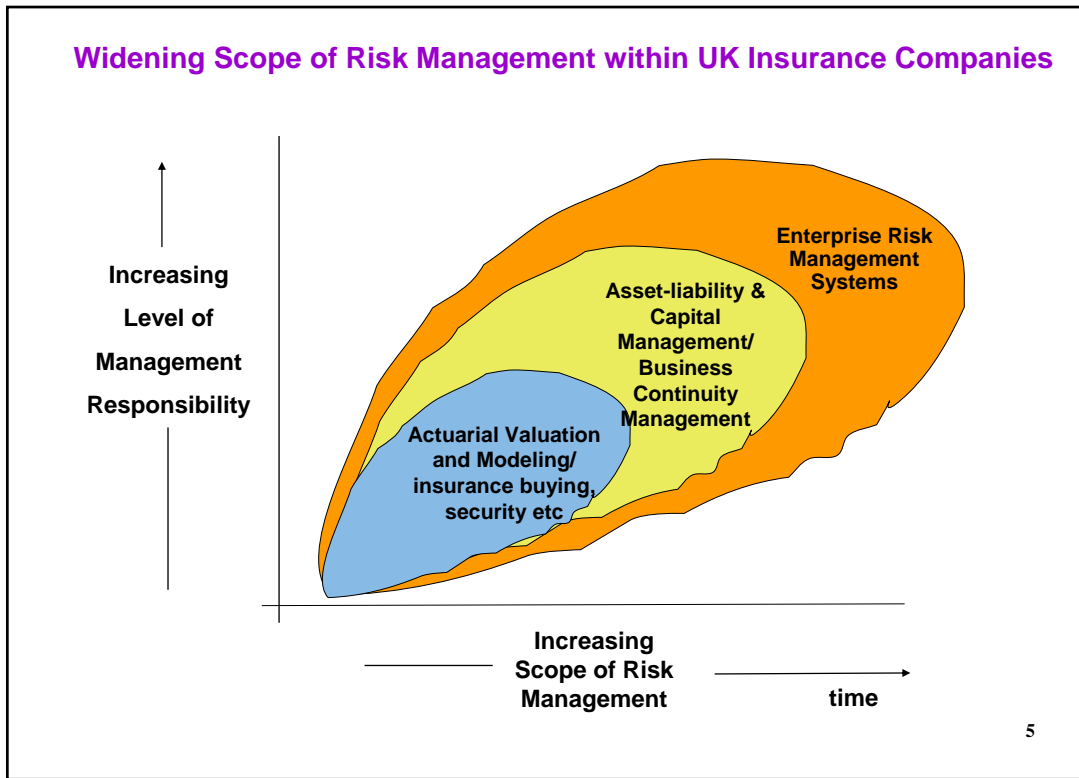 Widening Scope of Risk Management within UK Insurance Companies
Increasing
Level of
Management
Responsibility
Enterprise Risk
Management
Systems
Asset-liability &
Capital
Management/
Business
Continuity
Management
Actuarial Valuation
and Modeling/
insurance buying,
security etc
Increasing
Scope of Risk
Management
time
5